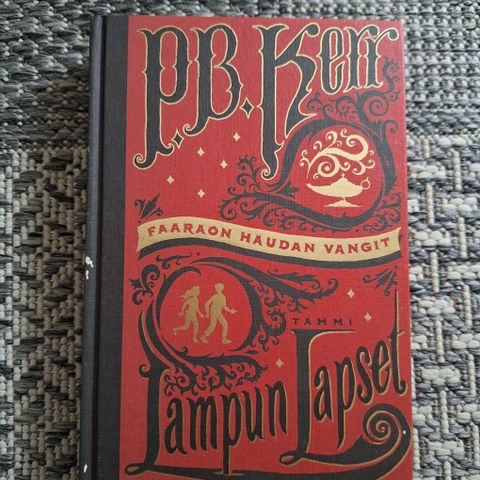 P.B. Kerr
FAARAON HAUDAN VANGIT
TAMMI
Lampun Lapset